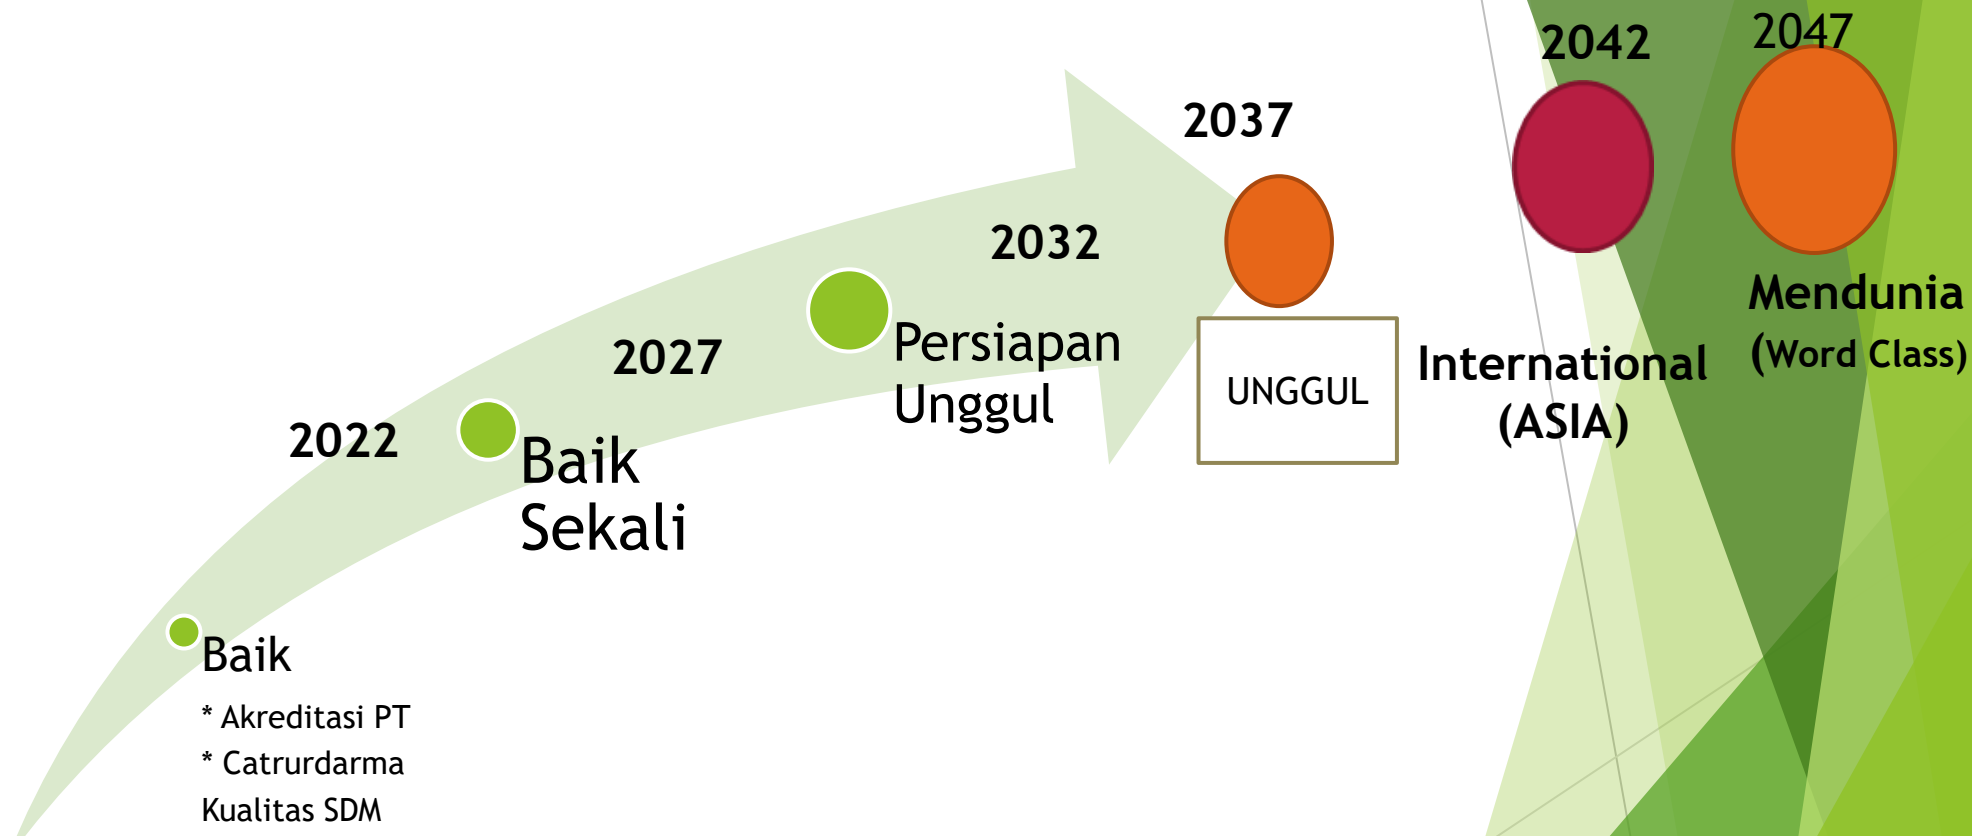 2022
Baik
* Akreditasi PT
* Catrurdarma
Kualitas SDM
2027
Baik
Sekali
2032
Persiapan
Unggul
2037
UNGGUL
2042
International
(ASIA)
2047
Mendunia
(Word Class)